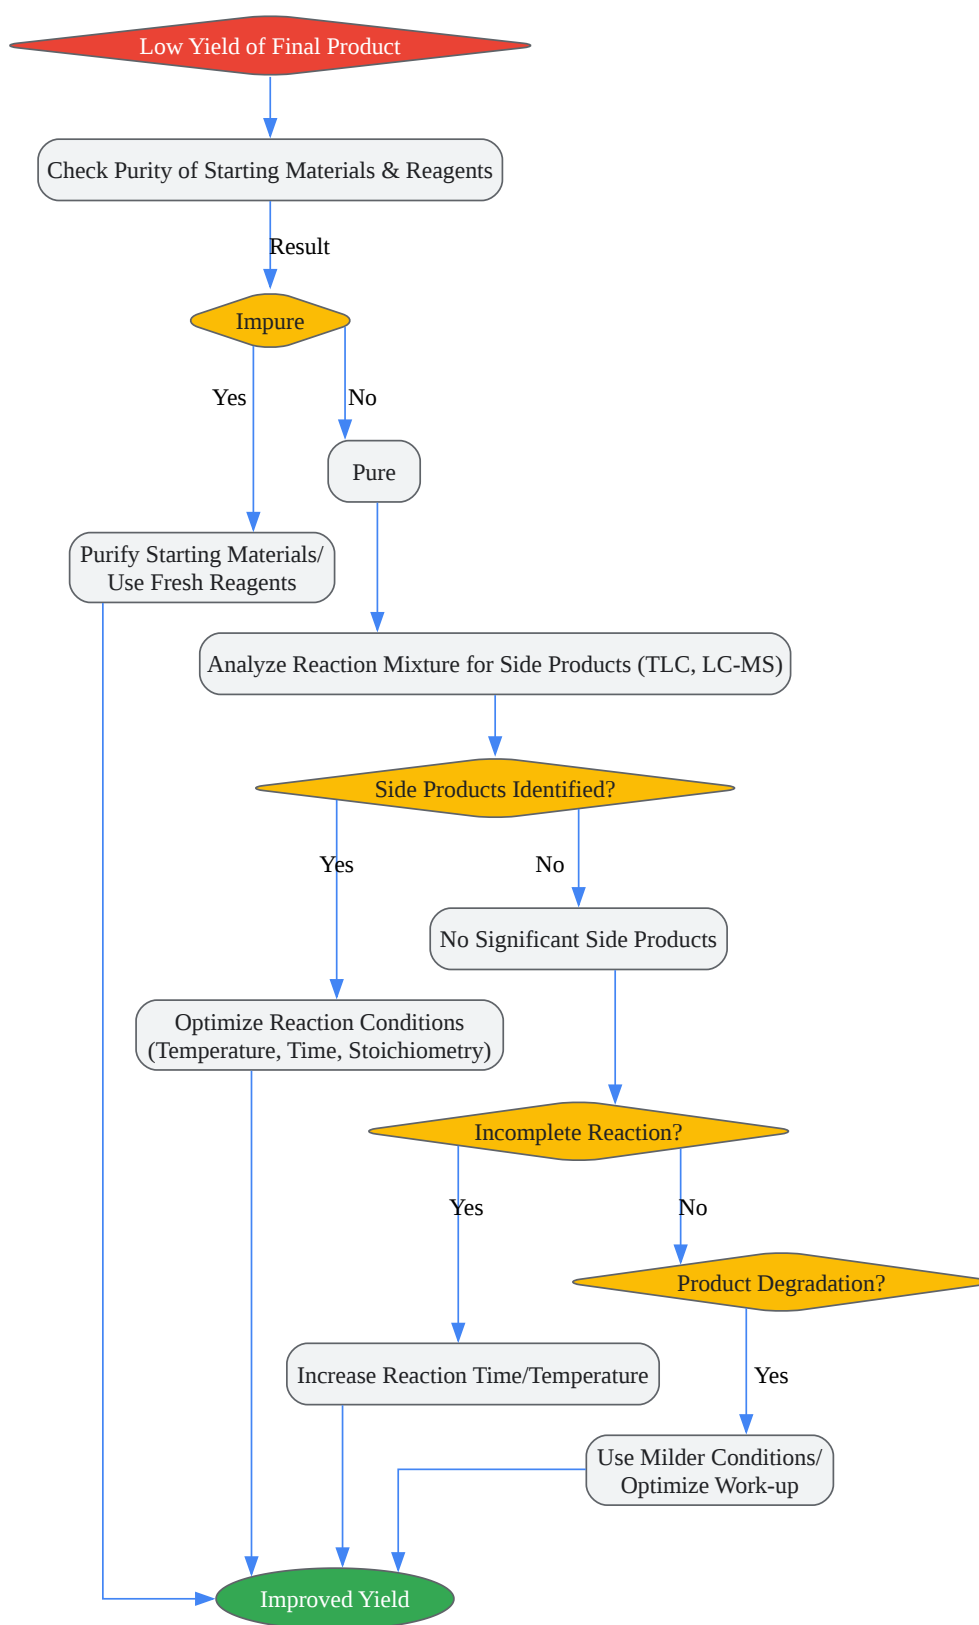 Low Yield of Final Product
Check Purity of Starting Materials & Reagents
Result
Impure
Yes
No
Pure
Purify Starting Materials/
Use Fresh Reagents
Analyze Reaction Mixture for Side Products (TLC, LC-MS)
Side Products Identified?
Yes
No
No Significant Side Products
Optimize Reaction Conditions
(Temperature, Time, Stoichiometry)
Incomplete Reaction?
Yes
No
Product Degradation?
Increase Reaction Time/Temperature
Yes
Use Milder Conditions/
Optimize Work-up
Improved Yield